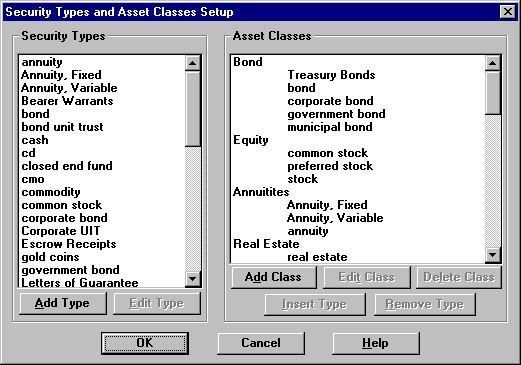 Security Types and Asset Classes Setup
Security Types
annuity
Annuity, Fixed
Annuity, Variable
Bearer Warrants
bond
bond unit trust
cash
cd
closed end fund
cmo
commodity
common stock
corporate bond
Corporate UIT
Escrow Receipts
gold coins
government bond
Letters of Guarantee
Add Type
Edit Type
Asset Classes
Bond
Treasury Bonds
bond
corporate bond
government bond
municipal bond
Equity
common stock
preferred stock
stock
Annuitites
Annuity, Fixed
Annuity, Variable
annuity
Real Estate
real estate
Add Class
Edit Class
Delete Class
Insert Type
Remove Type
OK
Cancel
Help